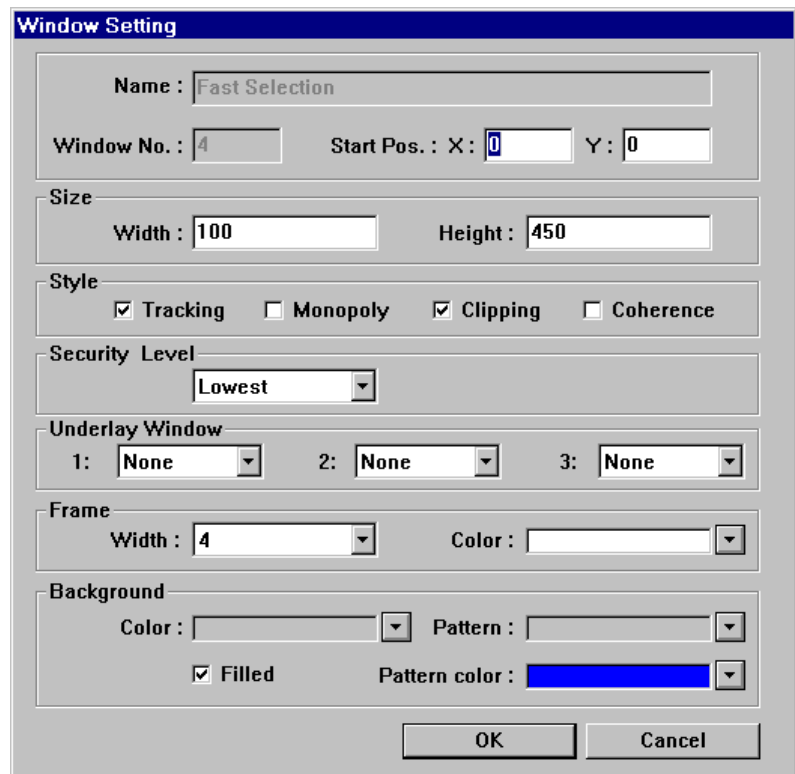 Window Setting
Name : Fast Selection
Window No. : 4 Start Pos. : X : 0 Y : 0
Size
Width : 100 Height : 450
Style
Tracking Monopoly Clipping Coherence
Security Level
Lowest
Underlay Window
1: None 2: None 3: None
Frame
Width : 4 Color :
Background
Color : Pattern :
Filled Pattern color :
OK Cancel